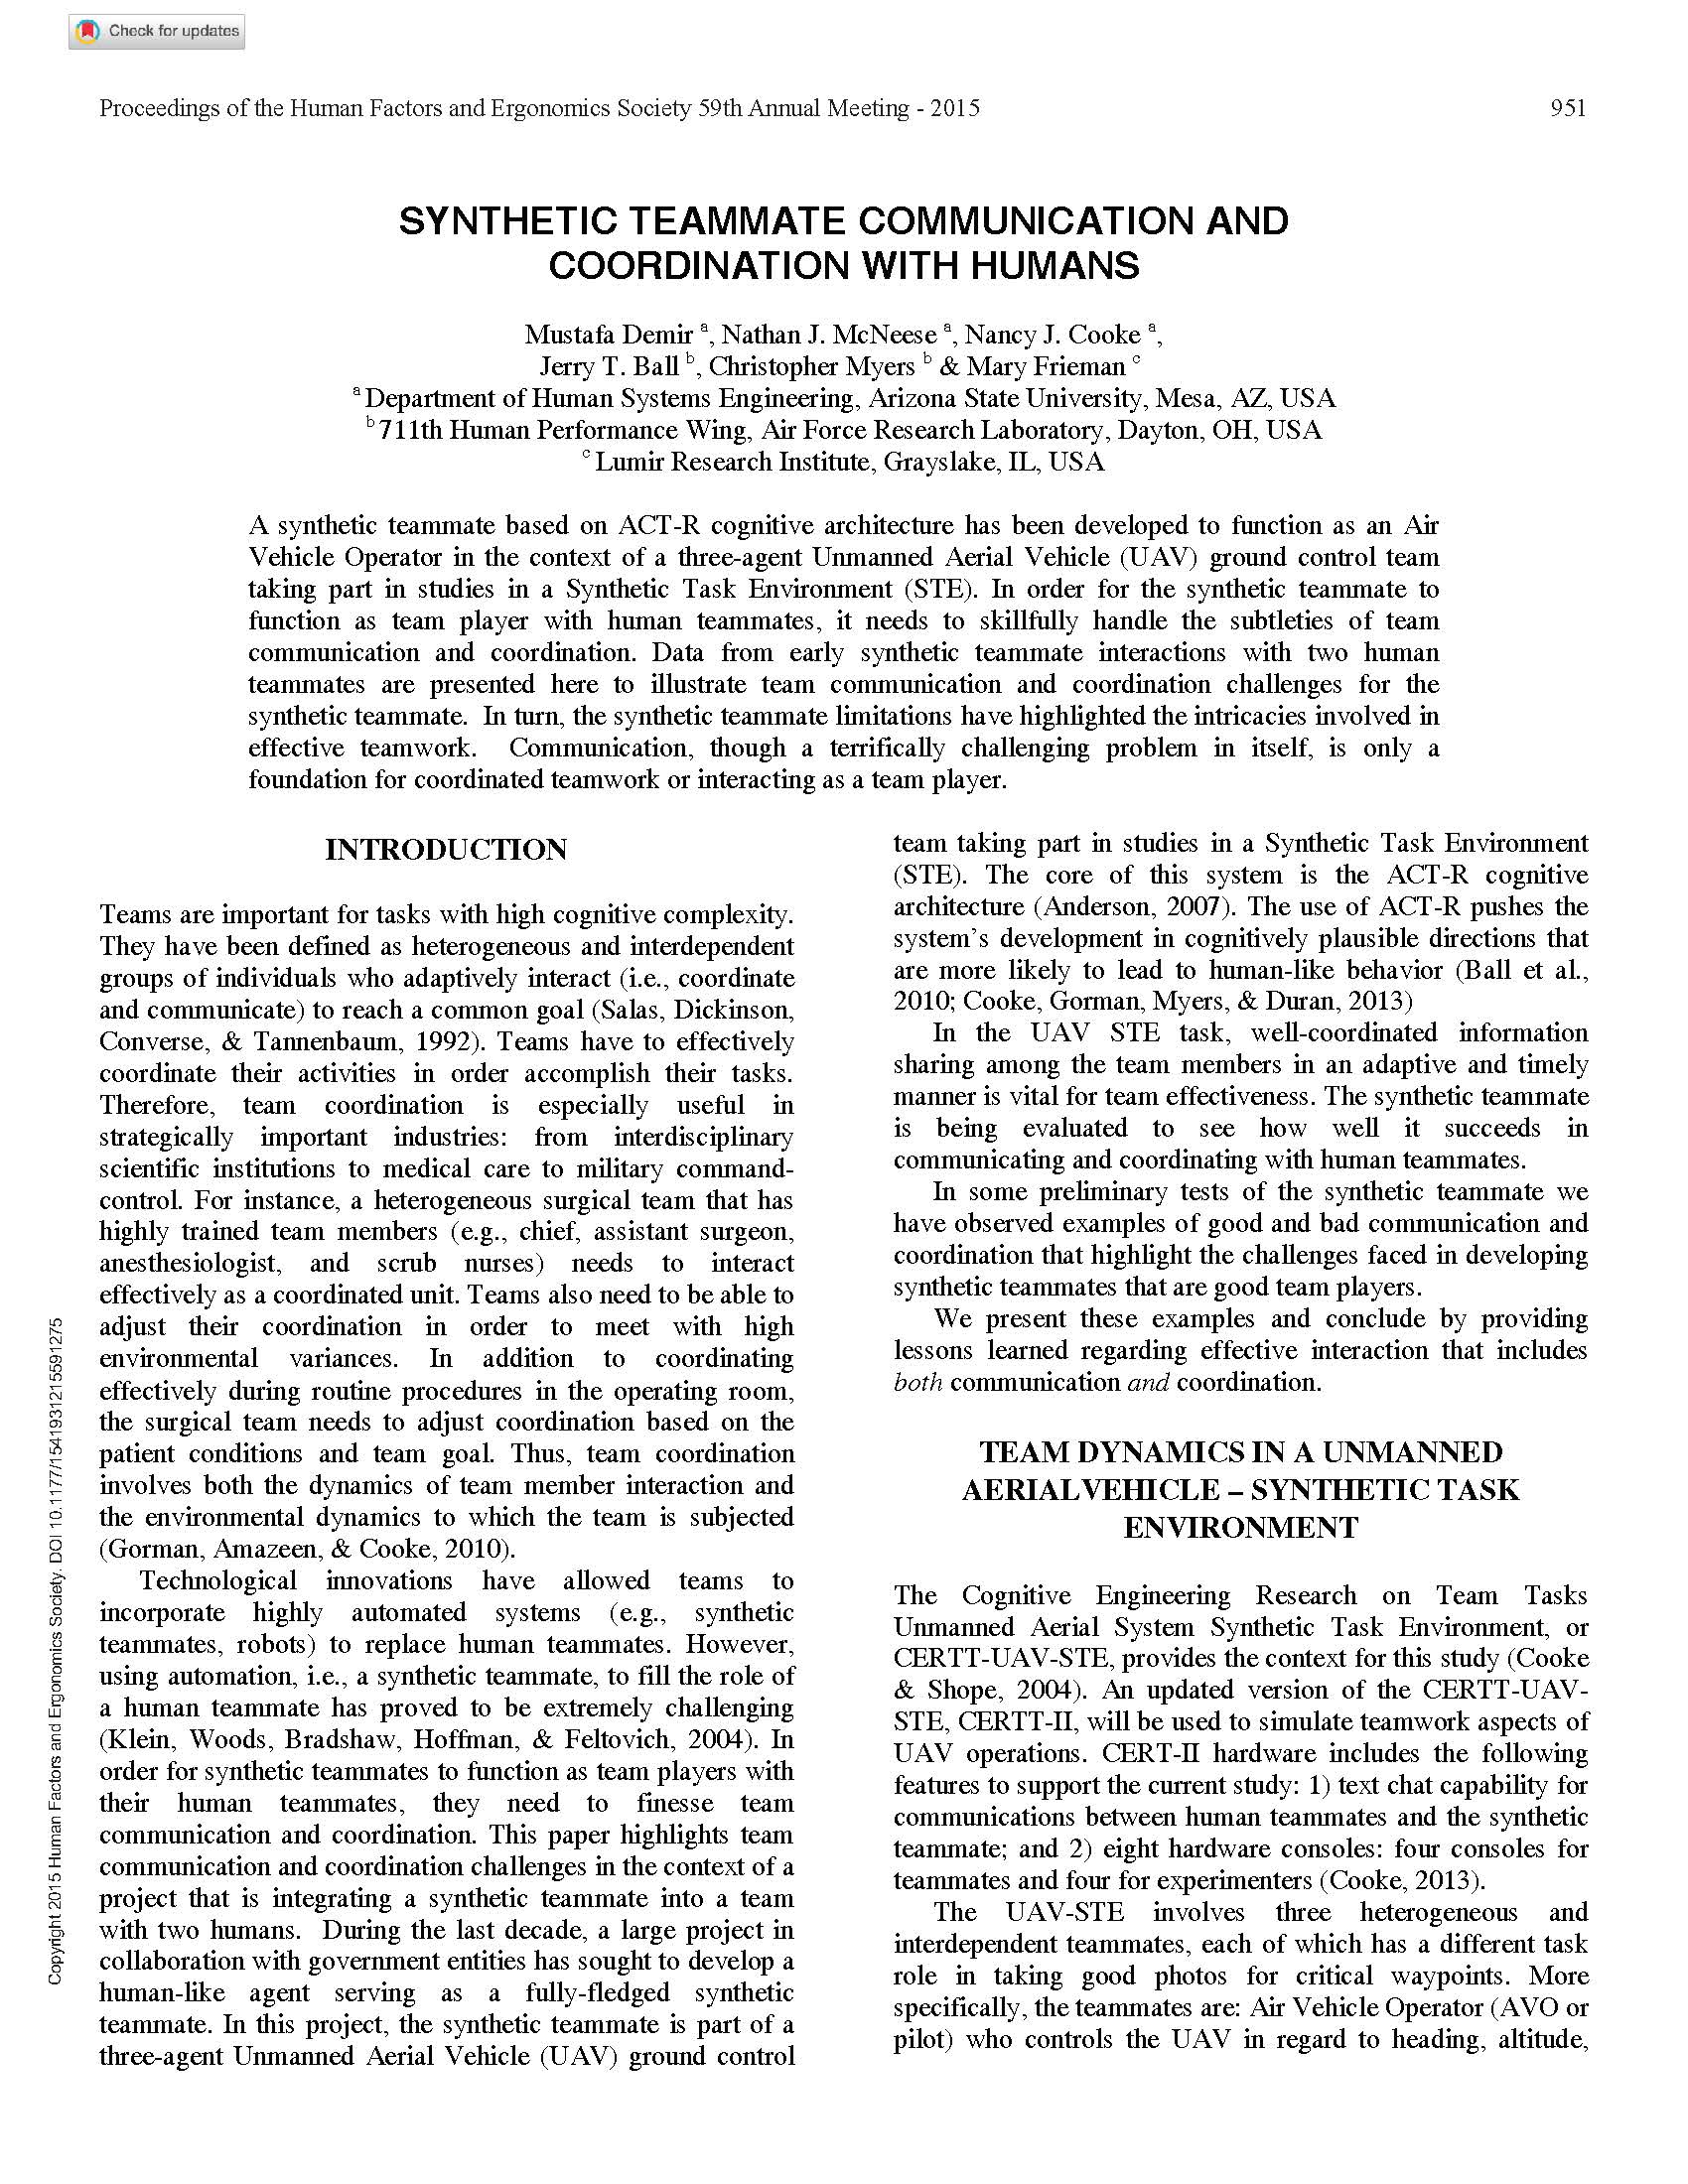 Check for updates
Proceedings of the Human Factors and Ergonomics Society 59th Annual Meeting - 2015
951
SYNTHETIC TEAMMATE COMMUNICATION AND
COORDINATION WITH HUMANS
Mustafa Demir a, Nathan J. McNeese a, Nancy J. Cooke a,
Jerry T. Ball b, Christopher Myers b & Mary Frieman c
a Department of Human Systems Engineering, Arizona State University, Mesa, AZ, USA
b 711th Human Performance Wing, Air Force Research Laboratory, Dayton, OH, USA
c Lumir Research Institute, Grayslake, IL, USA
A synthetic teammate based on ACT-R cognitive architecture has been developed to function as an Air
Vehicle Operator in the context of a three-agent Unmanned Aerial Vehicle (UAV) ground control team
taking part in studies in a Synthetic Task Environment (STE). In order for the synthetic teammate to
function as team player with human teammates, it needs to skillfully handle the subtleties of team
communication and coordination. Data from early synthetic teammate interactions with two human
teammates are presented here to illustrate team communication and coordination challenges for the
synthetic teammate. In turn, the synthetic teammate limitations have highlighted the intricacies involved in
effective teamwork. Communication, though a terrifically challenging problem in itself, is only a
foundation for coordinated teamwork or interacting as a team player.
INTRODUCTION
Teams are important for tasks with high cognitive complexity.
They have been defined as heterogeneous and interdependent
groups of individuals who adaptively interact (i.e., coordinate
and communicate) to reach a common goal (Salas, Dickinson,
Converse, & Tannenbaum, 1992). Teams have to effectively
coordinate their activities in order accomplish their tasks.
Therefore, team coordination is especially useful in
strategically important industries: from interdisciplinary
scientific institutions to medical care to military command-
control. For instance, a heterogeneous surgical team that has
highly trained team members (e.g., chief, assistant surgeon,
anesthesiologist, and scrub nurses) needs to interact
effectively as a coordinated unit. Teams also need to be able to
adjust their coordination in order to meet with high
environmental variances. In addition to coordinating
effectively during routine procedures in the operating room,
the surgical team needs to adjust coordination based on the
patient conditions and team goal. Thus, team coordination
involves both the dynamics of team member interaction and
the environmental dynamics to which the team is subjected
(Gorman, Amazeen, & Cooke, 2010).
Technological innovations have allowed teams to
incorporate highly automated systems (e.g., synthetic
teammates, robots) to replace human teammates. However,
using automation, i.e., a synthetic teammate, to fill the role of
a human teammate has proved to be extremely challenging
(Klein, Woods, Bradshaw, Hoffman, & Feltovich, 2004). In
order for synthetic teammates to function as team players with
their human teammates, they need to finesse team
communication and coordination. This paper highlights team
communication and coordination challenges in the context of a
project that is integrating a synthetic teammate into a team
with two humans. During the last decade, a large project in
collaboration with government entities has sought to develop a
human-like agent serving as a fully-fledged synthetic
teammate. In this project, the synthetic teammate is part of a
three-agent Unmanned Aerial Vehicle (UAV) ground control
team taking part in studies in a Synthetic Task Environment
(STE). The core of this system is the ACT-R cognitive
architecture (Anderson, 2007). The use of ACT-R pushes the
system's development in cognitively plausible directions that
are more likely to lead to human-like behavior (Ball et al.,
2010; Cooke, Gorman, Myers, & Duran, 2013)
In the UAV STE task, well-coordinated information
sharing among the team members in an adaptive and timely
manner is vital for team effectiveness. The synthetic teammate
is being evaluated to see how well it succeeds in
communicating and coordinating with human teammates.
In some preliminary tests of the synthetic teammate we
have observed examples of good and bad communication and
coordination that highlight the challenges faced in developing
synthetic teammates that are good team players.
We present these examples and conclude by providing
lessons learned regarding effective interaction that includes
both communication and coordination.
TEAM DYNAMICS IN A UNMANNED
AERIALVEHICLE – SYNTHETIC TASK
ENVIRONMENT
The Cognitive Engineering Research on Team Tasks
Unmanned Aerial System Synthetic Task Environment, or
CERTT-UAV-STE, provides the context for this study (Cooke
& Shope, 2004). An updated version of the CERTT-UAV-
STE, CERTT-II, will be used to simulate teamwork aspects of
UAV operations. CERT-II hardware includes the following
features to support the current study: 1) text chat capability for
communications between human teammates and the synthetic
teammate; and 2) eight hardware consoles: four consoles for
teammates and four for experimenters (Cooke, 2013).
The UAV-STE involves three heterogeneous and
interdependent teammates, each of which has a different task
role in taking good photos for critical waypoints. More
specifically, the teammates are: Air Vehicle Operator (AVO or
pilot) who controls the UAV in regard to heading, altitude,
Copyright 2015 Human Factors and Ergonomics Society. DOI 10.1177/1541931215591275